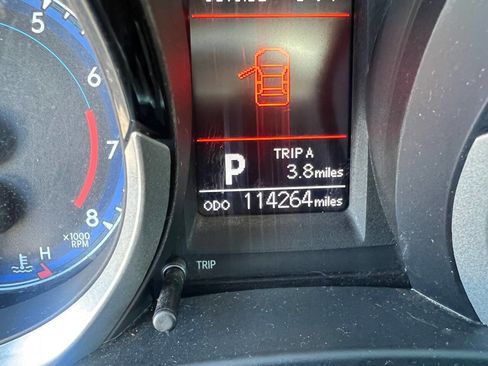 5
6
7
8
x1000
RPM
H
P
TRIP A
3.8 miles
ODO 114264 miles
TRIP